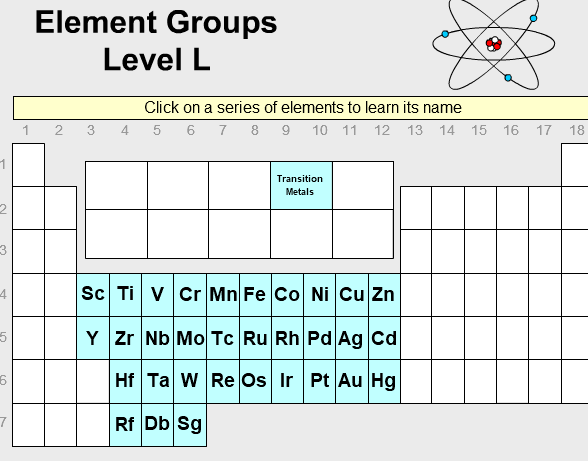 Element Groups
Level L
Click on a series of elements to learn its name
1 2 3 4 5 6 7 8 9 10 11 12 13 14 15 16 17 18
1
Transition
Metals
2
3
4 Sc Ti V Cr Mn Fe Co Ni Cu Zn
5 Y Zr Nb Mo Tc Ru Rh Pd Ag Cd
6 Hf Ta W Re Os Ir Pt Au Hg
7 Rf Db Sg